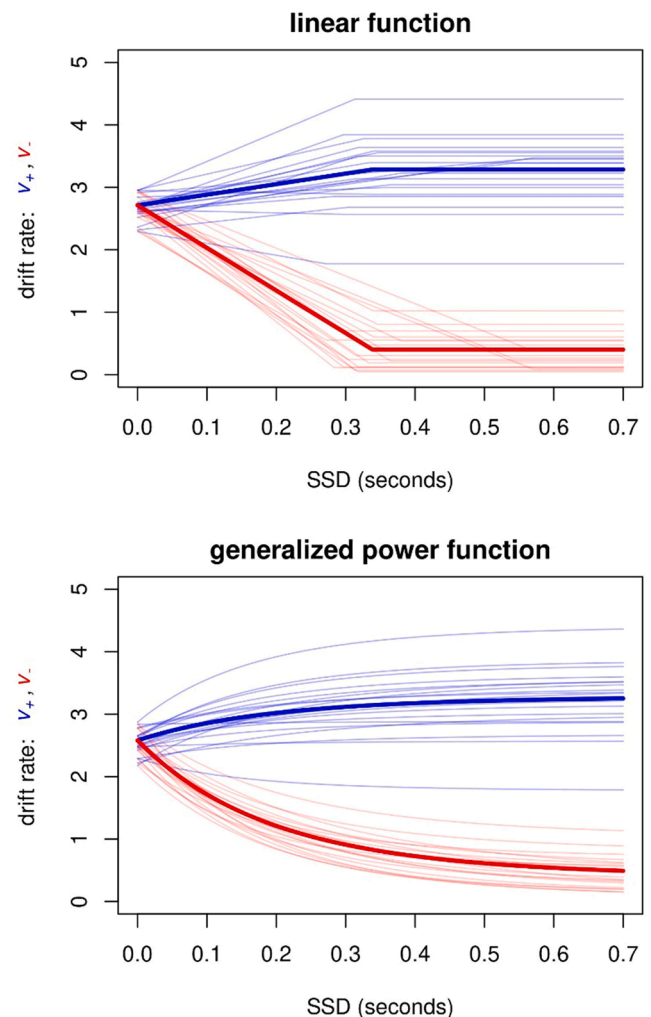 linear function
5
4
3
2
1
0
drift rate: v+, v-
0.0 0.1 0.2 0.3 0.4 0.5 0.6 0.7
SSD (seconds)
generalized power function
5
4
3
2
1
0
drift rate: v+, v-
0.0 0.1 0.2 0.3 0.4 0.5 0.6 0.7
SSD (seconds)